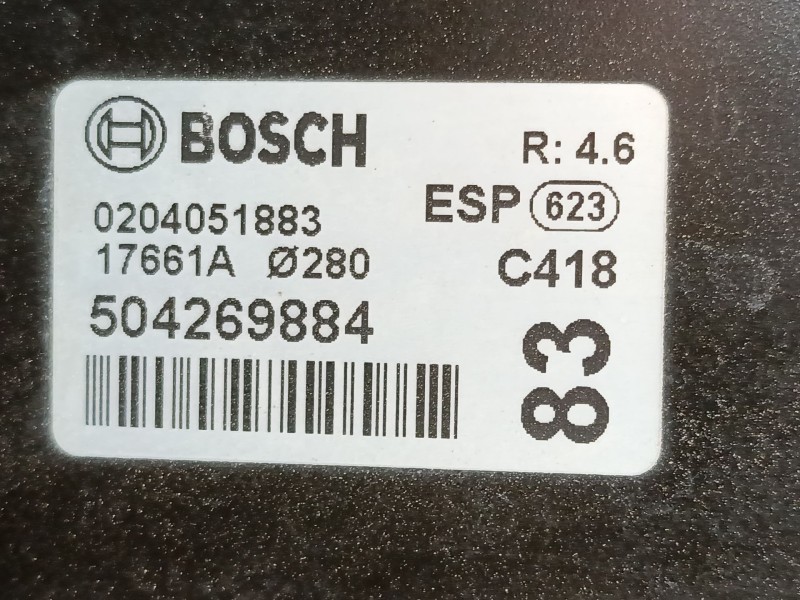 BOSCH
R: 4.6
0204051883
ESP 623
17661A Ø280
C418
504269884
83